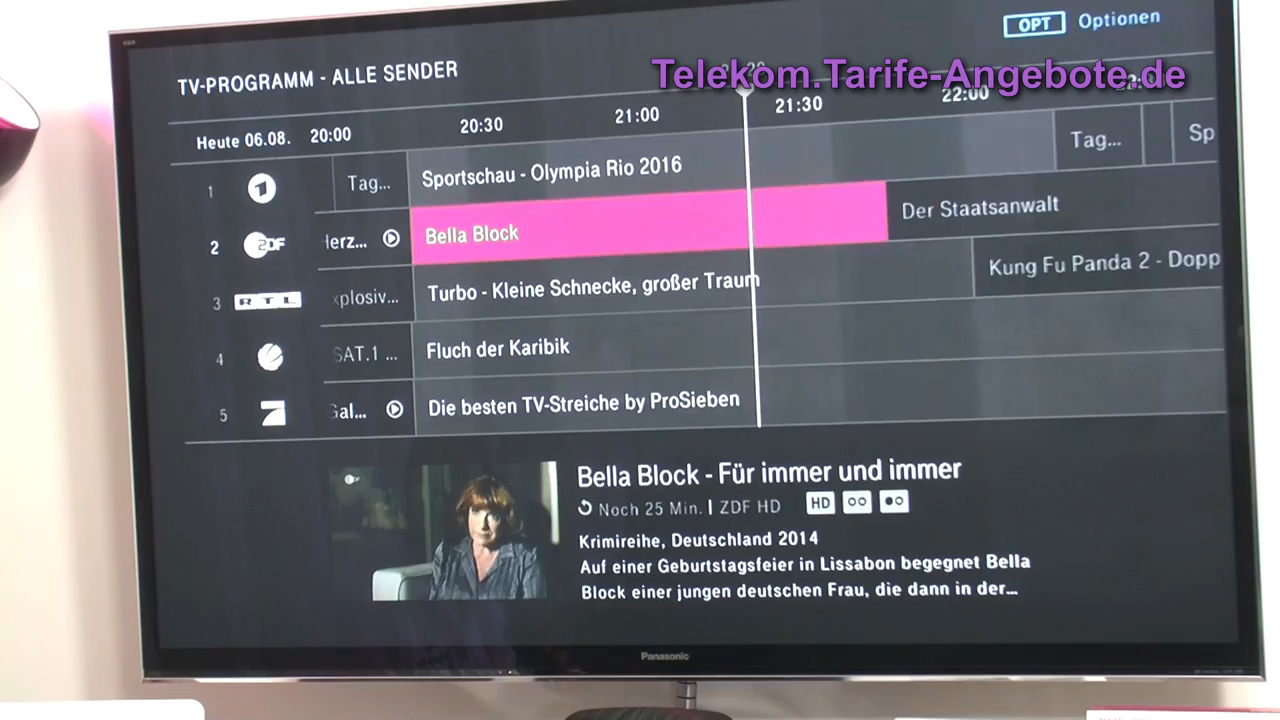 OPT Optionen
TV-PROGRAMM - ALLE SENDER
Telekom.Tarife-Angebote.de
Heute 06.08. 20:00 20:30 21:00 21:30 22:00
1 Tag... Sportschau - Olympia Rio 2016 Tag... Sp
2 ZDF Bella Block Der Staatsanwalt
3 RTL xplosiv... Turbo - Kleine Schnecke, großer Traum Kung Fu Panda 2 - Dopp
4 SAT.1 ... Fluch der Karibik
5 Gal... Die besten TV-Streiche by ProSieben
Bella Block - Für immer und immer
Noch 25 Min. | ZDF HD HD
Krimireihe, Deutschland 2014
Auf einer Geburtstagsfeier in Lissabon begegnet Bella
Block einer jungen deutschen Frau, die dann in der...
Panasonic